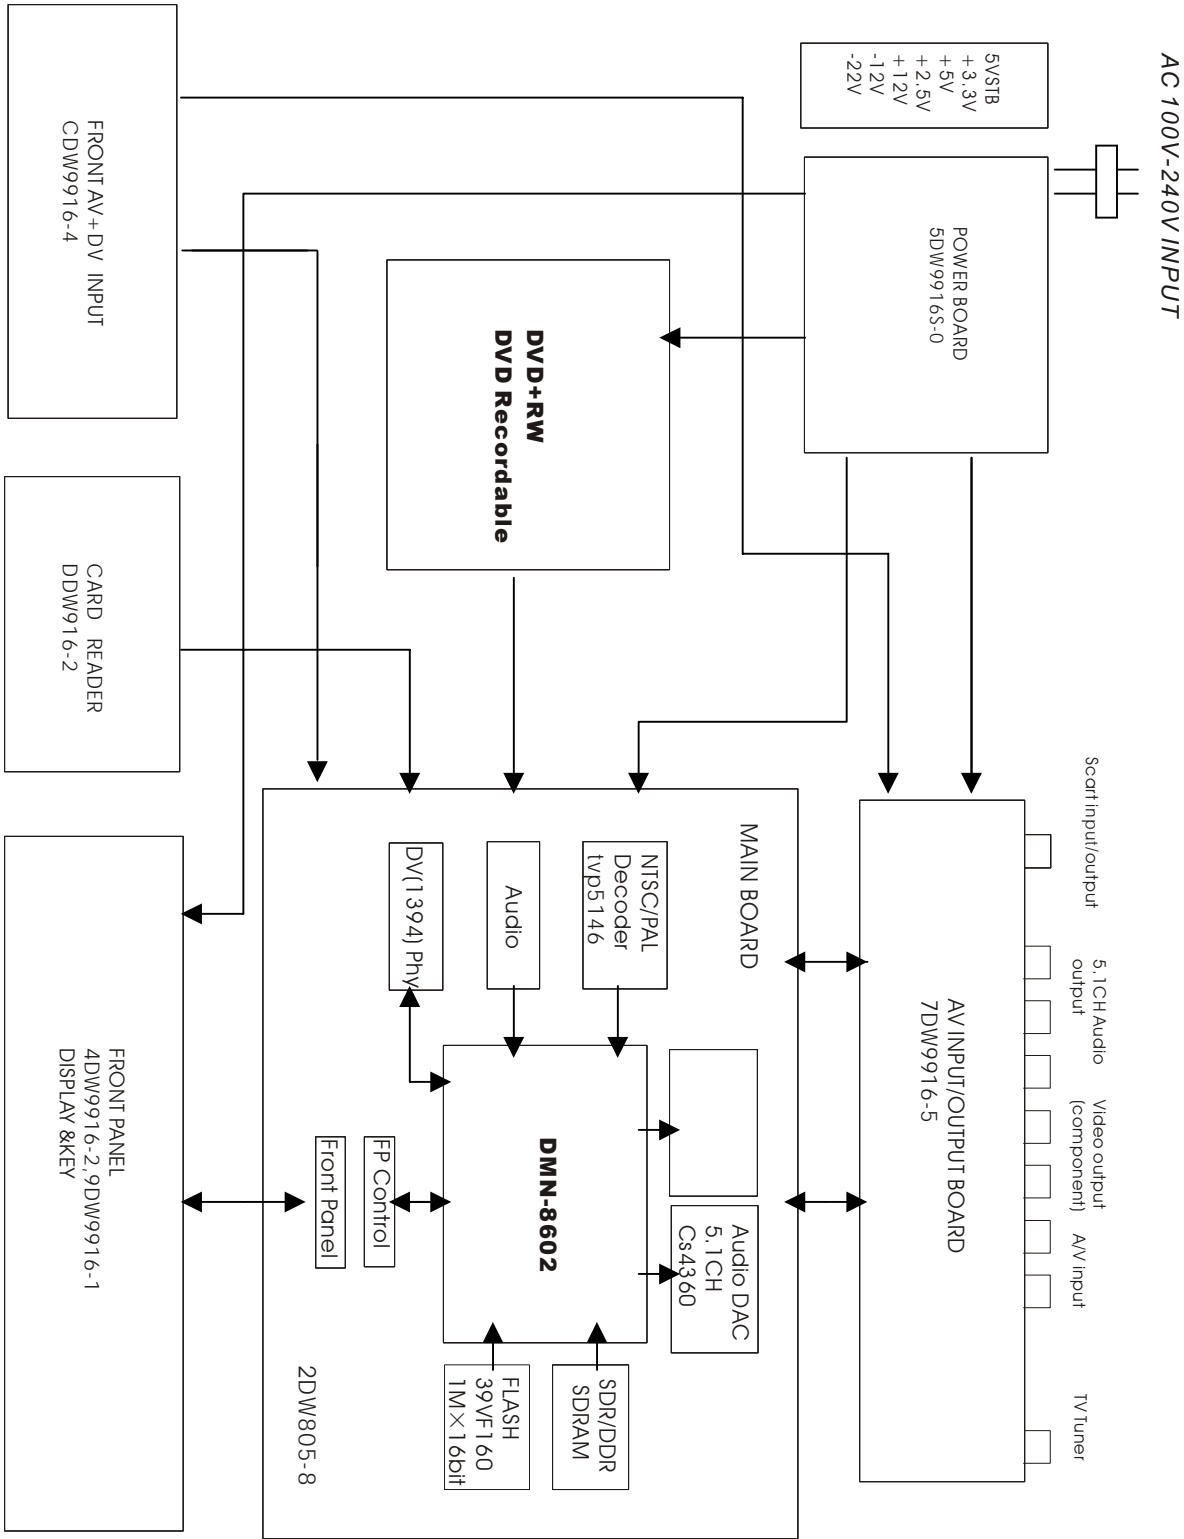 AC 100V-240V INPUT
5VSTB
+3.3V
+5V
+2.5V
+12V
-12V
-22V
POWER BOARD
5DW9916S-0
DVD+RW
DVD Recordable
FRONT AV+DV INPUT
CDW9916-4
CARD READER
DDW916-2
Scart input/output
5.1CH Audio
output
Video output
(component)
A/V input
TV Tuner
AV INPUT/OUTPUT BOARD
7DW9916-5
MAIN BOARD
NTSC/PAL
Decoder
tvp5146
Audio
DV(1394) Phy
DMN-8602
Audio DAC
5.1CH
Cs4360
SDR/DDR
SDRAM
FLASH
39VF160
1M×16bit
FP Control
Front Panel
2DW805-8
FRONT PANEL
4DW9916-2,9DW9916-1
DISPLAY &KEY